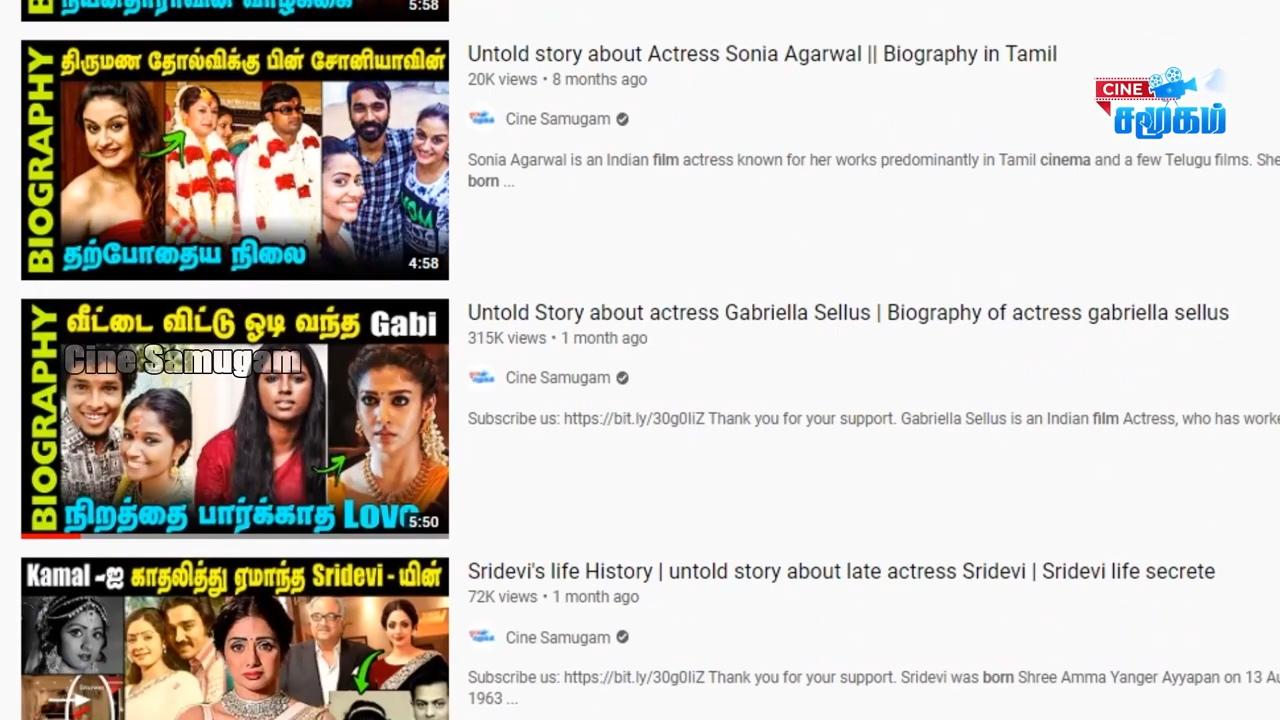 நயன்தாராவின் வாழ்க்கை
5:58
BIOGRAPHY
திருமண தோல்விக்கு பின் சோனியாவின்
தற்போதைய நிலை
4:58
Untold story about Actress Sonia Agarwal || Biography in Tamil
20K views • 8 months ago
Cine Samugam
Sonia Agarwal is an Indian film actress known for her works predominantly in Tamil cinema and a few Telugu films. She
born ...
CINE
சமூகம்
BIOGRAPHY
வீட்டை விட்டு ஓடி வந்த Gabi
Cine Samugam
நிறத்தை பார்க்காத Love
5:50
Untold Story about actress Gabriella Sellus | Biography of actress gabriella sellus
315K views • 1 month ago
Cine Samugam
Subscribe us: https://bit.ly/30g0IiZ Thank you for your support. Gabriella Sellus is an Indian film Actress, who has worke
Kamal -ஐ காதலித்து ஏமாந்த Sridevi - யின்
Sridevi's life History | untold story about late actress Sridevi | Sridevi life secrete
72K views • 1 month ago
Cine Samugam
Subscribe us: https://bit.ly/30g0IiZ Thank you for your support. Sridevi was born Shree Amma Yanger Ayyapan on 13 Au
1963 ...